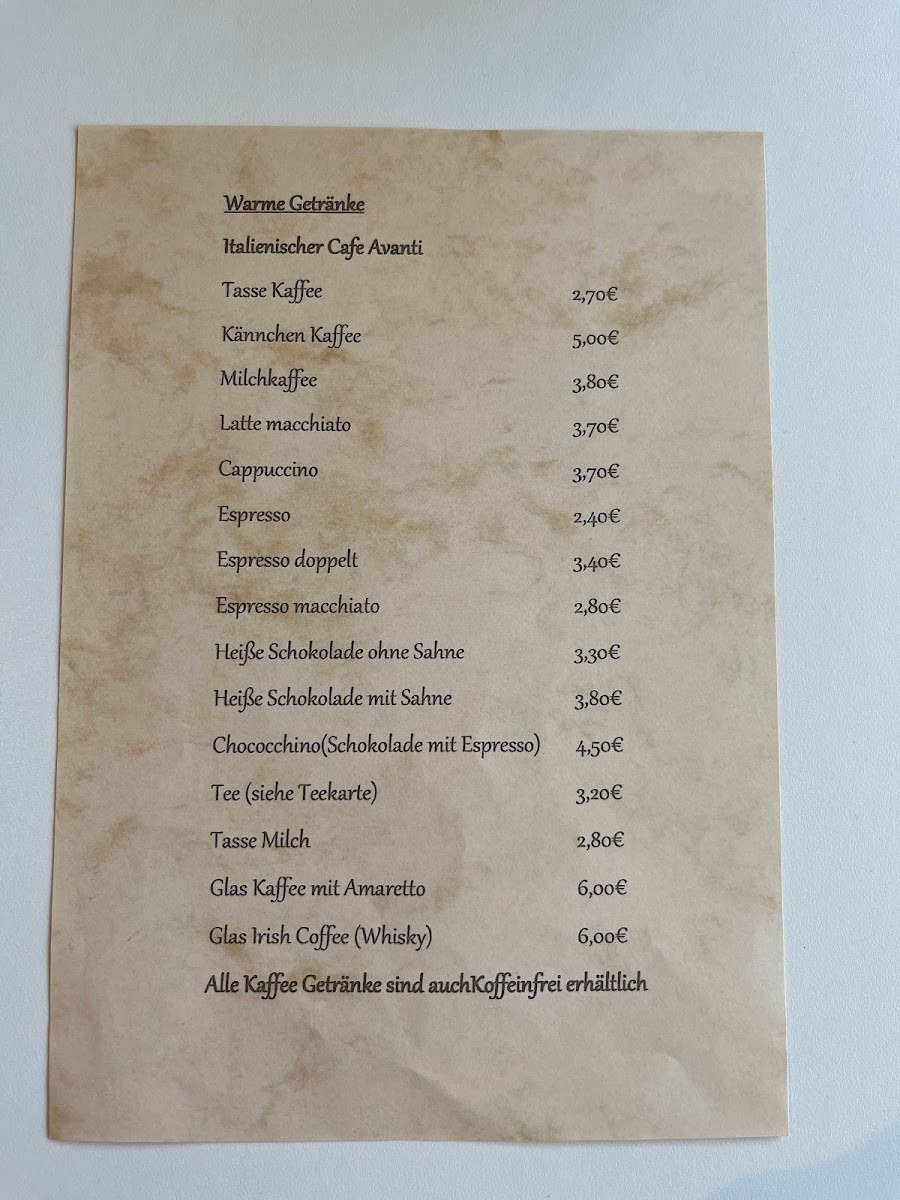 Warme Getränke
Italienischer Cafe Avanti
Tasse Kaffee 2,70€
Kännchen Kaffee 5,00€
Milchkaffee 3,80€
Latte macchiato 3,70€
Cappuccino 3,70€
Espresso 2,40€
Espresso doppelt 3,40€
Espresso macchiato 2,80€
Heiße Schokolade ohne Sahne 3,30€
Heiße Schokolade mit Sahne 3,80€
Chococchino(Schokolade mit Espresso) 4,50€
Tee (siehe Teekarte) 3,20€
Tasse Milch 2,80€
Glas Kaffee mit Amaretto 6,00€
Glas Irish Coffee (Whisky) 6,00€
Alle Kaffee Getränke sind auchKoffeinfrei erhältlich